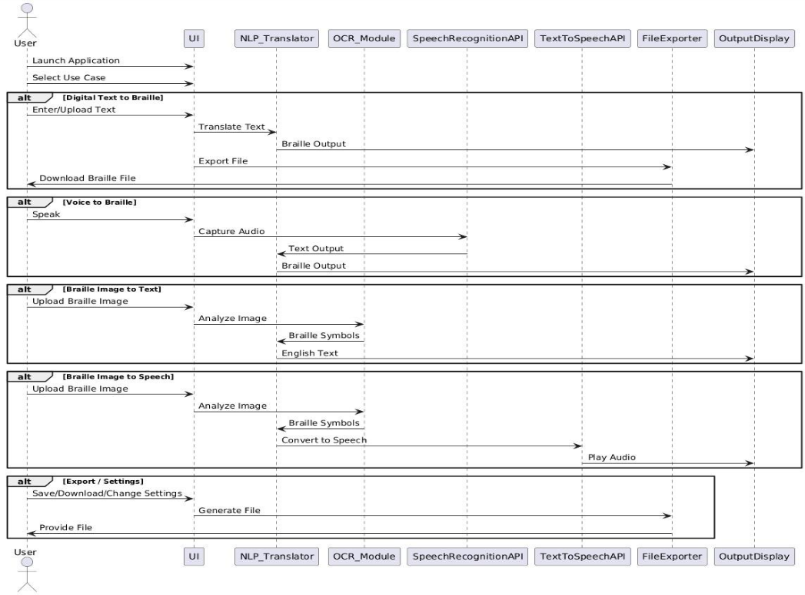 User
UI
NLP_Translator
OCR_Module
SpeechRecognitionAPI
TextToSpeechAPI
FileExporter
OutputDisplay
Launch Application
Select Use Case
alt [Digital Text to Braille]
Enter/Upload Text
Translate Text
Braille Output
Export File
Download Braille File
alt [Voice to Braille]
Speak
Capture Audio
Text Output
Braille Output
alt [Braille Image to Text]
Upload Braille Image
Analyze Image
Braille Symbols
English Text
alt [Braille Image to Speech]
Upload Braille Image
Analyze Image
Braille Symbols
Convert to Speech
Play Audio
alt [Export / Settings]
Save/Download/Change Settings
Generate File
Provide File
User
UI
NLP_Translator
OCR_Module
SpeechRecognitionAPI
TextToSpeechAPI
FileExporter
OutputDisplay